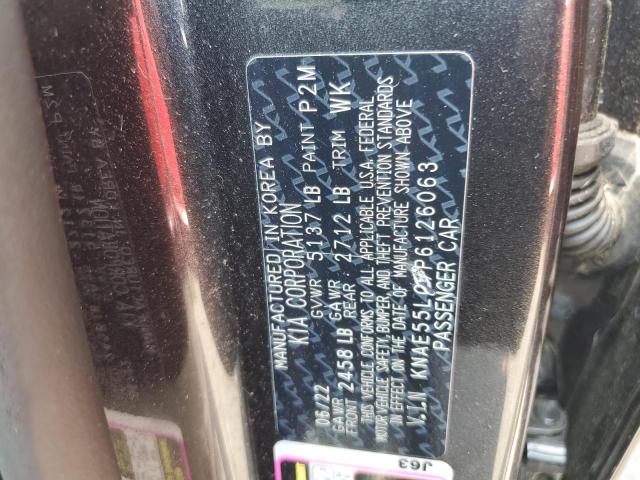 MANUFACTURED IN KOREA BY
KIA CORPORATION
06/22 GVWR 5137 LB PAINT P2M
GAWR FRONT 2458 LB GAWR REAR 2712 LB TRIM WK
THIS VEHICLE CONFORMS TO ALL APPLICABLE U.S.A. FEDERAL
MOTOR VEHICLE SAFETY, BUMPER, AND THEFT PREVENTION STANDARDS
IN EFFECT ON THE DATE OF MANUFACTURE SHOWN ABOVE
V.I.N
PASSENGER CAR
J63